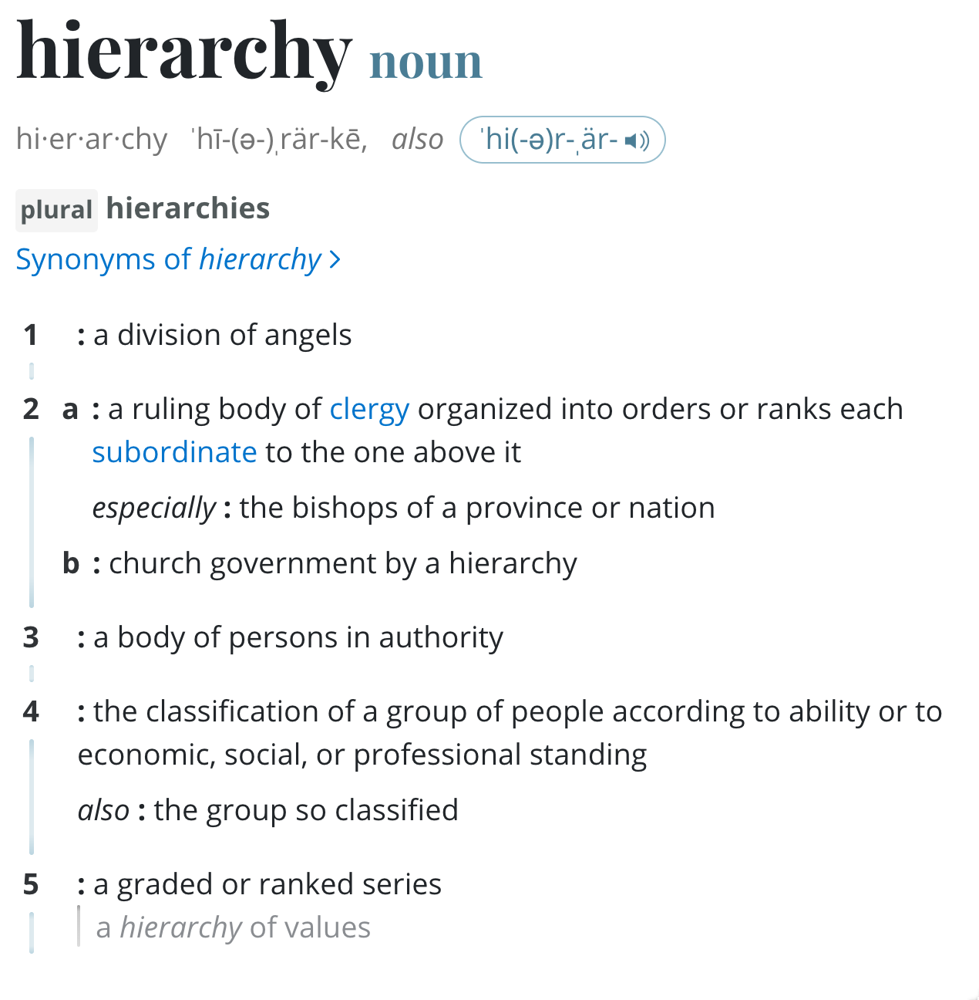 hierarchy noun
hi·er·ar·chy ˈhī-(ə-)ˌrär-kē, also ˈhi(-ə)r-ˌär-
plural hierarchies
Synonyms of hierarchy
1 : a division of angels
2 a : a ruling body of clergy organized into orders or ranks each
subordinate to the one above it
especially : the bishops of a province or nation
b : church government by a hierarchy
3 : a body of persons in authority
4 : the classification of a group of people according to ability or to
economic, social, or professional standing
also : the group so classified
5 : a graded or ranked series
a hierarchy of values